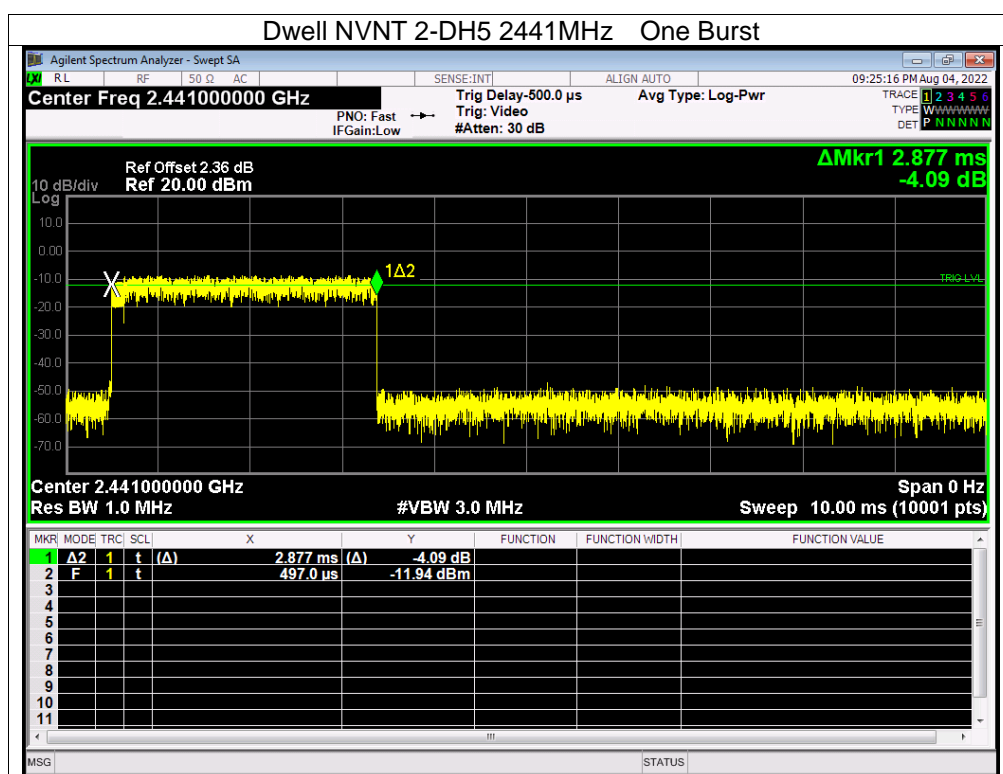 Dwell NVNT 2-DH5 2441MHz One Burst
Agilent Spectrum Analyzer - Swept SA
LXI RL RF 50 Ω AC SENSE:INT ALIGN AUTO 09:25:16 PM Aug 04, 2022
Center Freq 2.441000000 GHz Trig Delay-500.0 µs Avg Type: Log-Pwr TRACE 1 2 3 4 5 6
PNO: Fast Trig: Video TYPE WWWWWW
IFGain:Low #Atten: 30 dB DET P N N N N N
ΔMkr1 2.877 ms
-4.09 dB
Ref Offset 2.36 dB
10 dB/div Ref 20.00 dBm
Log
10.0
0.00
1Δ2
-10.0
TRIG LVL
-20.0
-30.0
-40.0
-50.0
-60.0
-70.0
Center 2.441000000 GHz Span 0 Hz
Res BW 1.0 MHz #VBW 3.0 MHz Sweep 10.00 ms (10001 pts)
MKR MODE TRC SCL X Y FUNCTION FUNCTION WIDTH FUNCTION VALUE
1 Δ2 1 t (Δ) 2.877 ms (Δ) -4.09 dB
2 F 1 t 497.0 µs -11.94 dBm
3
4
5
6
7
8
9
10
11
MSG STATUS